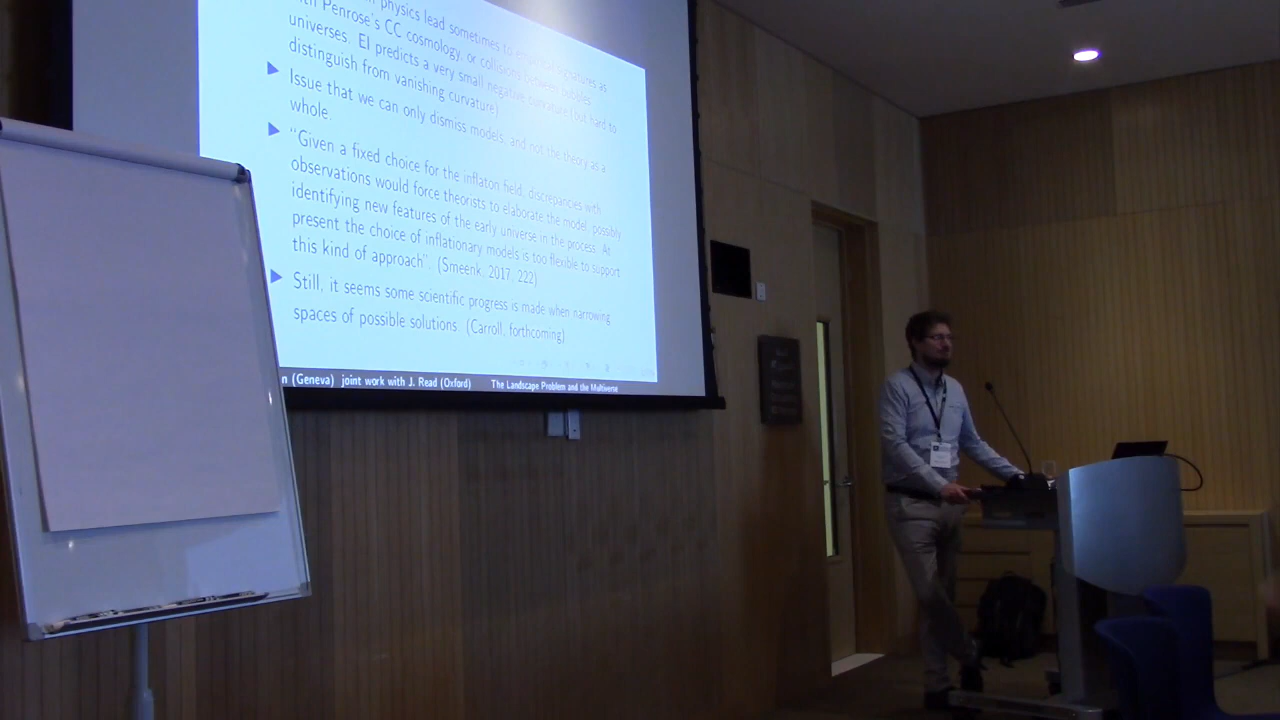 physics lead sometimes to empirical signatures as
with Penrose's CC cosmology, or collisions between bubbles
universes. EI predicts a very small negative curvature (but hard to
distinguish from vanishing curvature)
Issue that we can only dismiss models, and not the theory as a
whole.
"Given a fixed choice for the inflaton field, discrepancies with
observations would force theorists to elaborate the model, possibly
identifying new features of the early universe in the process. At
present the choice of inflationary models is too flexible to support
this kind of approach". (Smeenk, 2017, 222)
Still, it seems some scientific progress is made when narrowing
spaces of possible solutions. (Carroll, forthcoming)
(Geneva) joint work with J. Read (Oxford) The Landscape Problem and the Multiverse